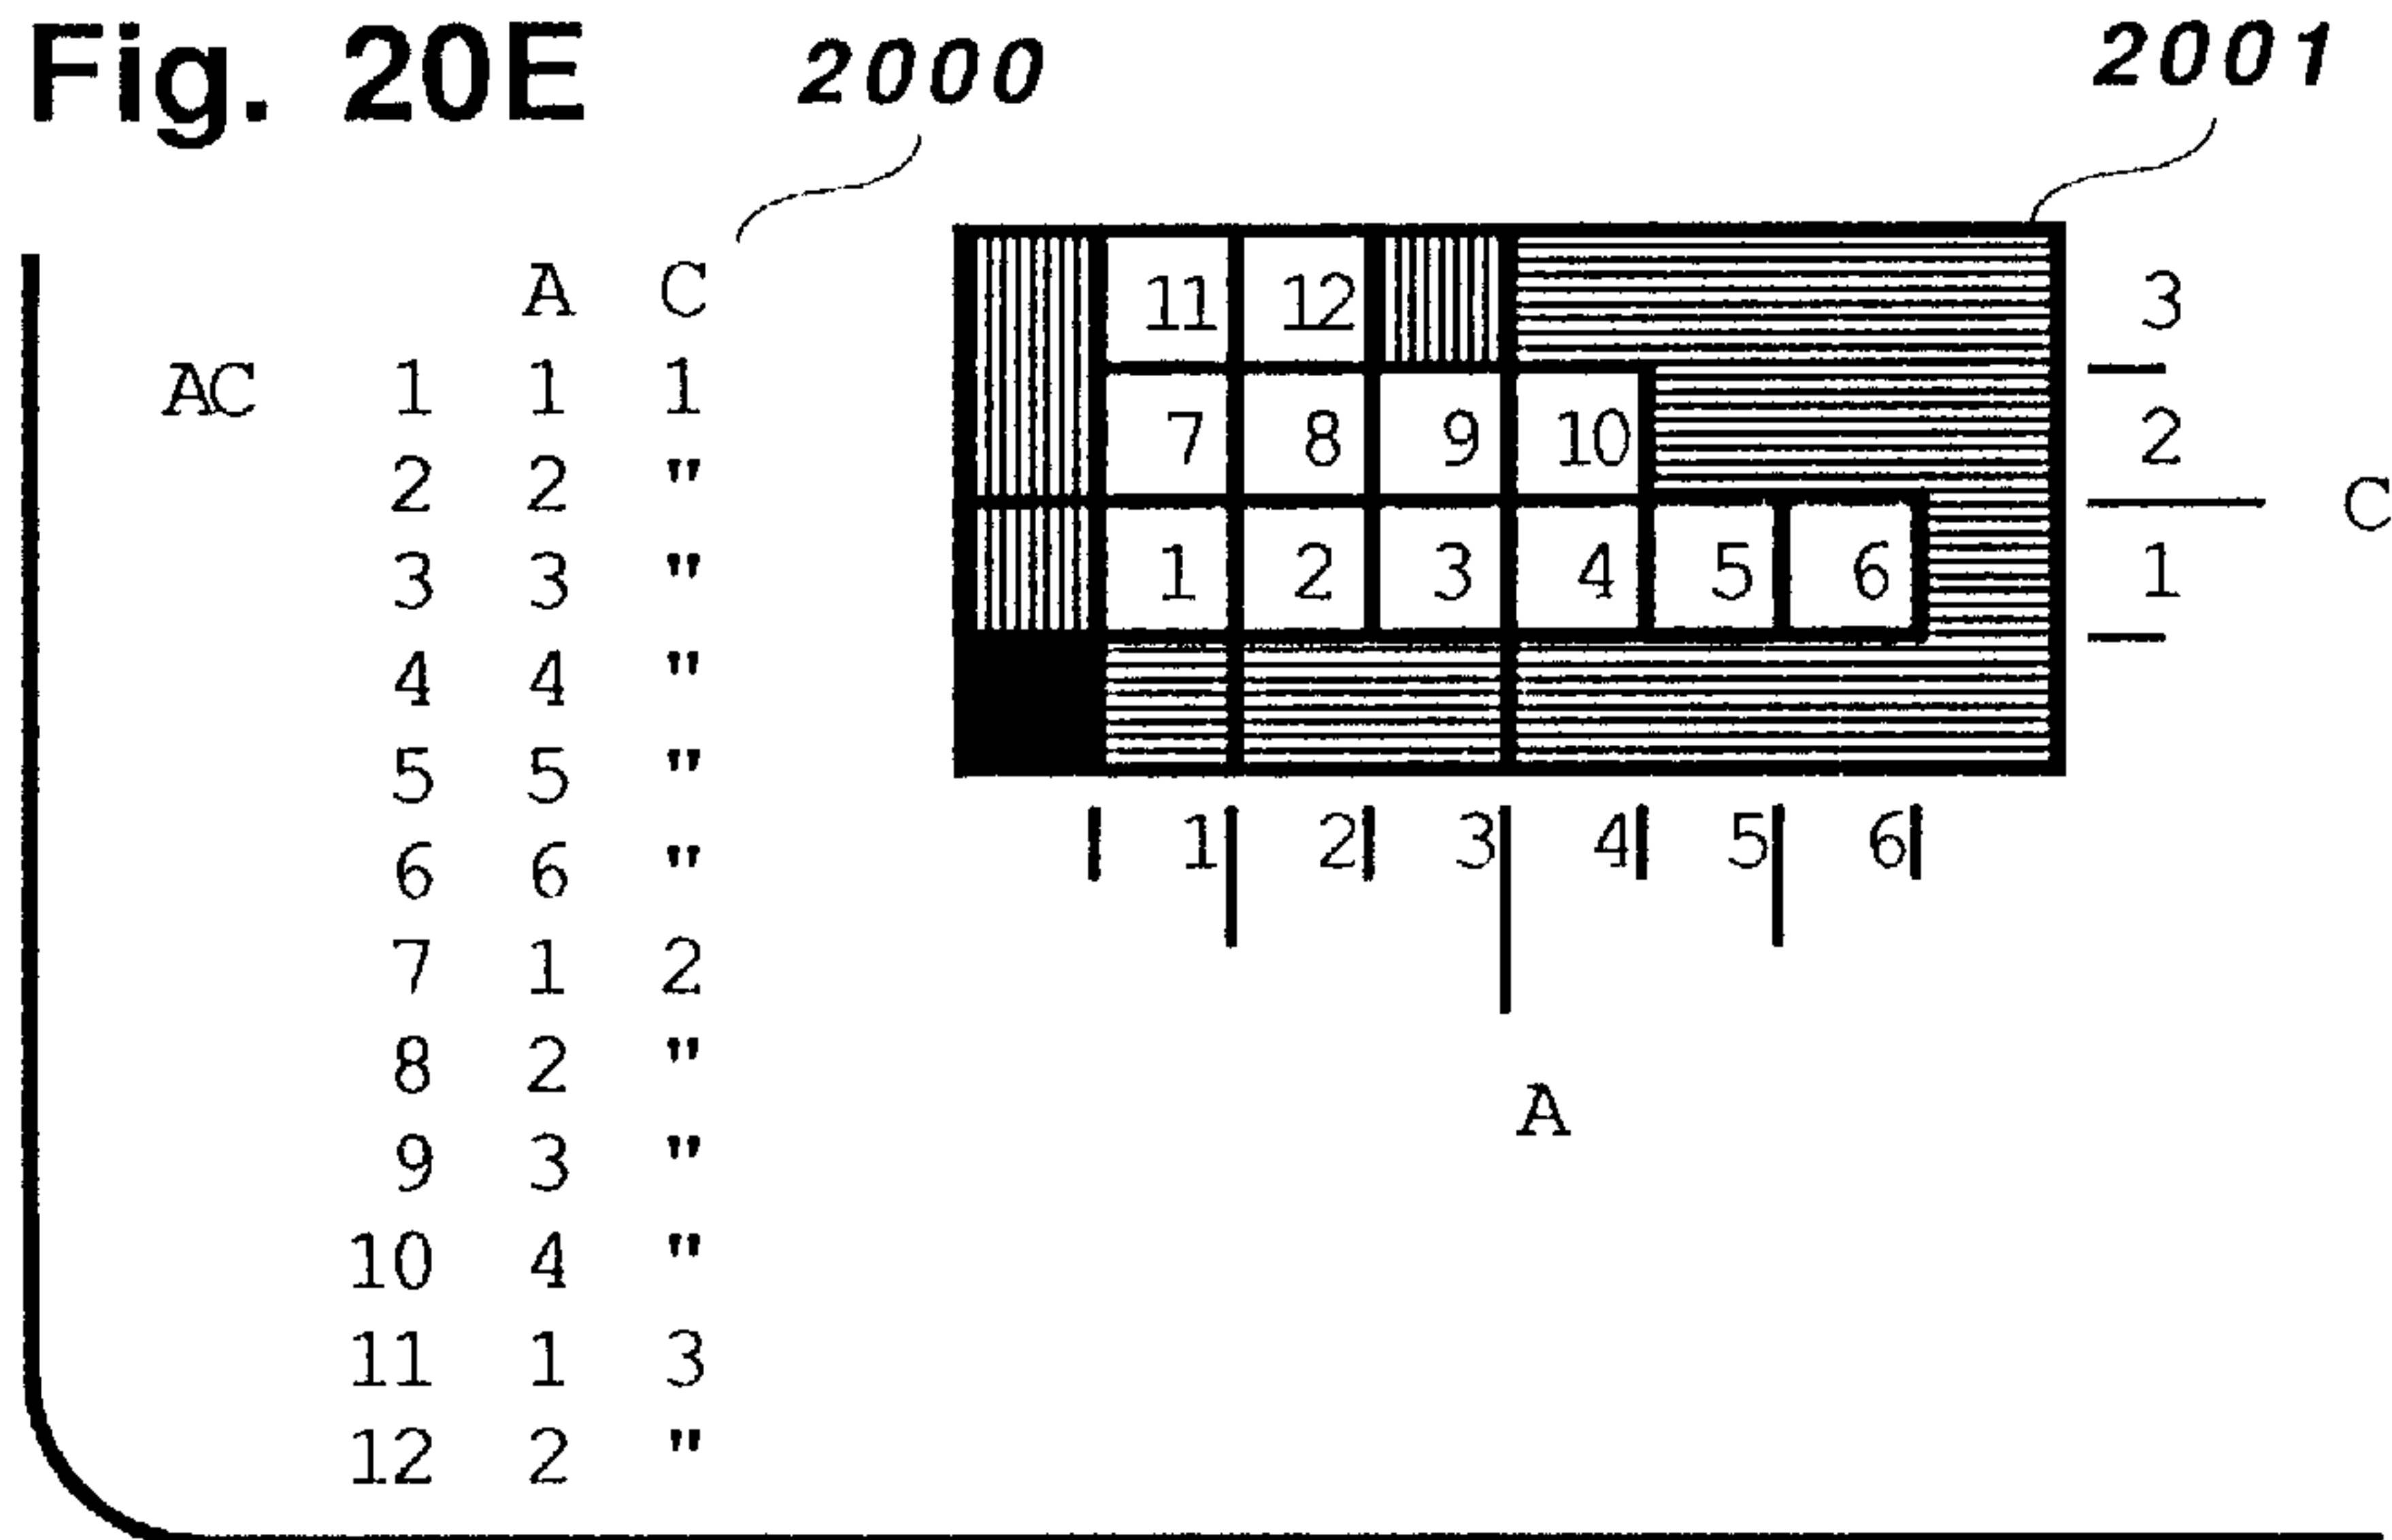 Fig. 20E
2000
2001
A C
AC 1 1 1
2 2 "
3 3 "
4 4 "
5 5 "
6 6 "
7 1 2
8 2 "
9 3 "
10 4 "
11 1 3
12 2 "
11 12
7 8 9 10
1 2 3 4 5 6
3
2
C
1
1 2 3 4 5 6
A